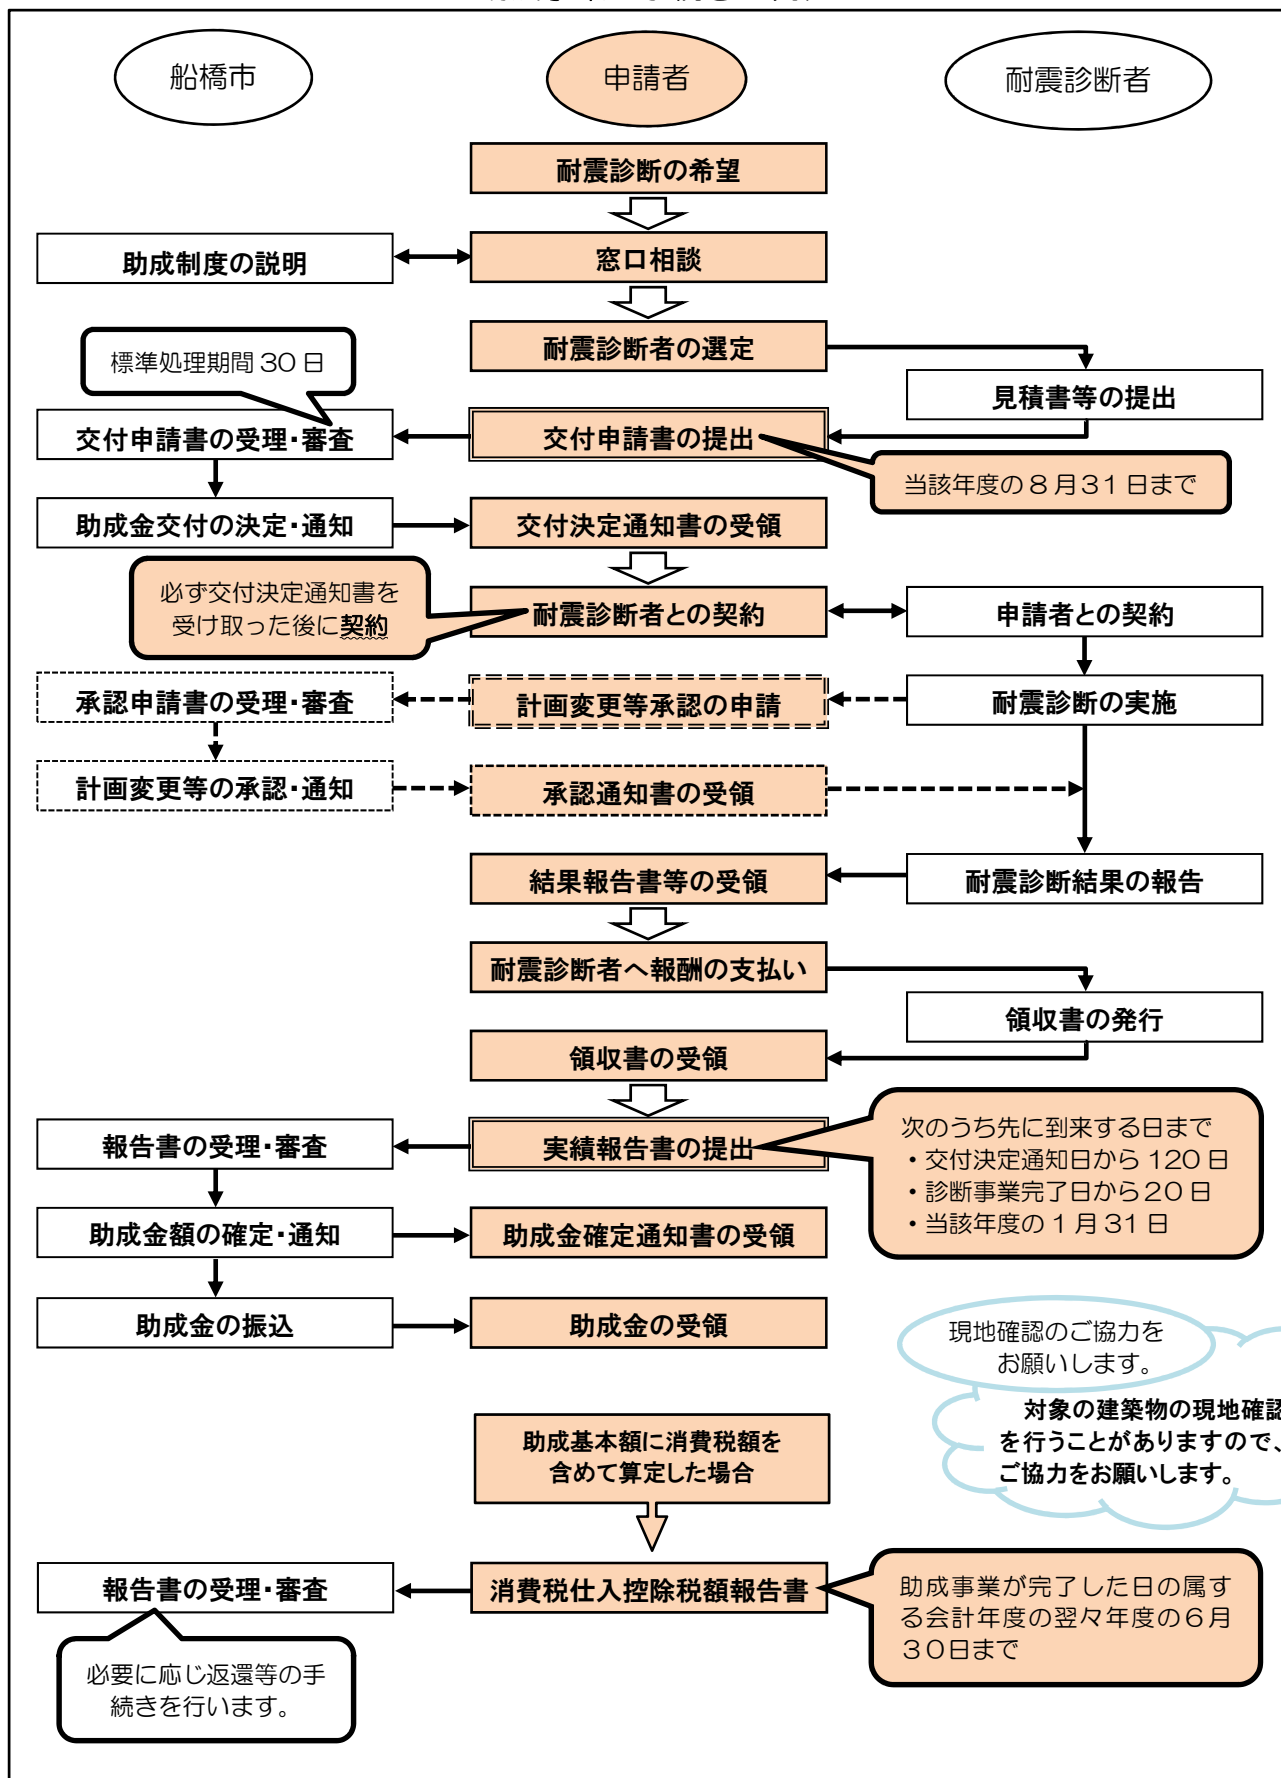 船橋市
申請者
耐震診断者
耐震診断の希望
助成制度の説明
窓口相談
耐震診断者の選定
標準処理期間30日
見積書等の提出
交付申請書の受理・審査
交付申請書の提出
当該年度の8月31日まで
助成金交付の決定・通知
交付決定通知書の受領
必ず交付決定通知書を
受け取った後に契約
耐震診断者との契約
申請者との契約
承認申請書の受理・審査
計画変更等承認の申請
耐震診断の実施
計画変更等の承認・通知
承認通知書の受領
結果報告書等の受領
耐震診断結果の報告
耐震診断者へ報酬の支払い
領収書の発行
領収書の受領
報告書の受理・審査
実績報告書の提出
次のうち先に到来する日まで
・交付決定通知日から120日
・診断事業完了日から20日
・当該年度の1月31日
助成金額の確定・通知
助成金確定通知書の受領
助成金の振込
助成金の受領
現地確認のご協力を
お願いします。
対象の建築物の現地確認
を行うことがありますので、
ご協力をお願いします。
助成基本額に消費税額を
含めて算定した場合
報告書の受理・審査
消費税仕入控除税額報告書
助成事業が完了した日の属す
る会計年度の翌々年度の6月
30日まで
必要に応じ返還等の手
続きを行います。